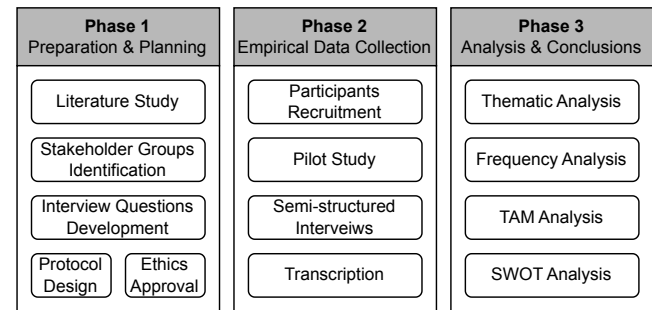 Phase 1
Preparation & Planning
Literature Study
Stakeholder Groups
Identification
Interview Questions
Development
Protocol
Design
Ethics
Approval
Phase 2
Empirical Data Collection
Participants
Recruitment
Pilot Study
Semi-structured
Interveiws
Transcription
Phase 3
Analysis & Conclusions
Thematic Analysis
Frequency Analysis
TAM Analysis
SWOT Analysis